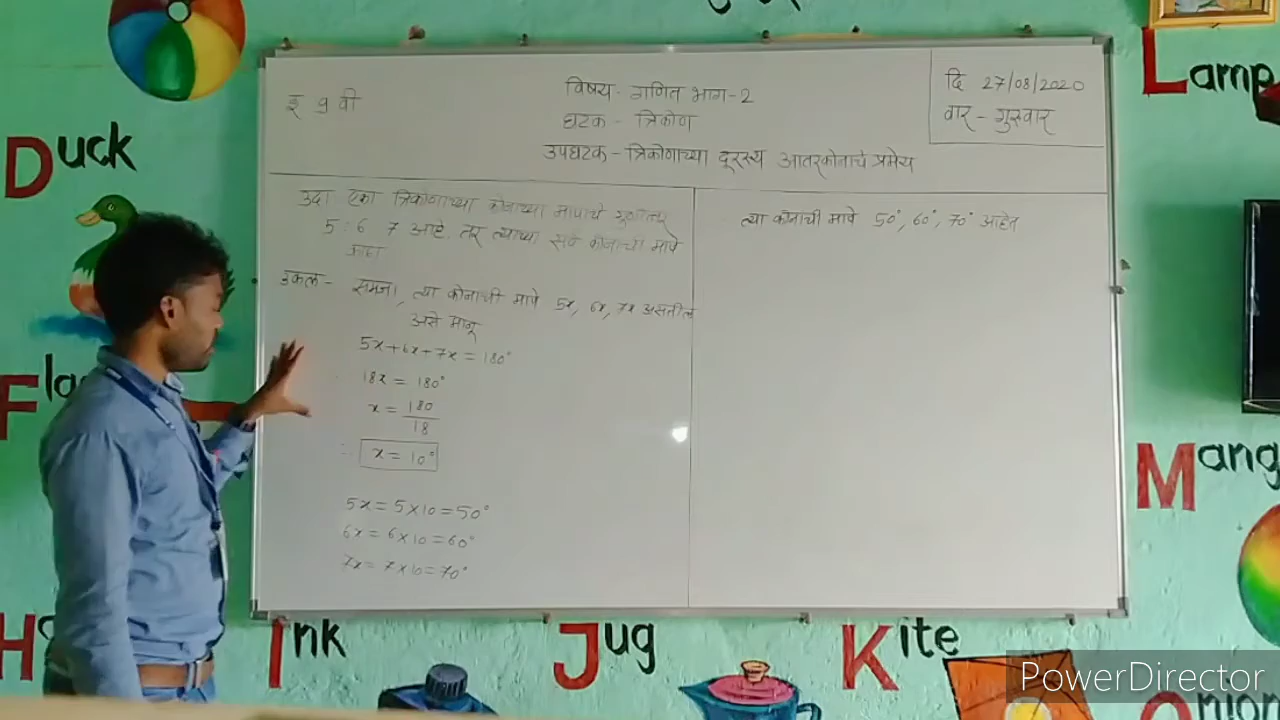 Duck
Lamp
Fla
Mang
H
Ink
Jug
Kite
Onion
इ 9 वी
विषय - गणित भाग-2
घटक - त्रिकोण
उपघटक - त्रिकोणाच्या दूरस्थ आंतरकोनाचे प्रमेय
दि 27/08/2020
वार - गुरुवार
उदा एका त्रिकोणाच्या कोनाच्या मापाचे गुणोत्तर
5 : 6 7 आहे. तर त्याच्या सर्व कोनाची मापे
काढा
उकल - समजा, त्या कोनाची मापे 5x, 6x, 7x असतील
असे मानू
5x+6x+7x = 180°
18x = 180°
x = 180
18
x = 10°
5x = 5×10 = 50°
6x = 6×10 = 60°
7x = 7×10 = 70°
त्या कोनाची मापे 50°, 60°, 70° आहेत
PowerDirector